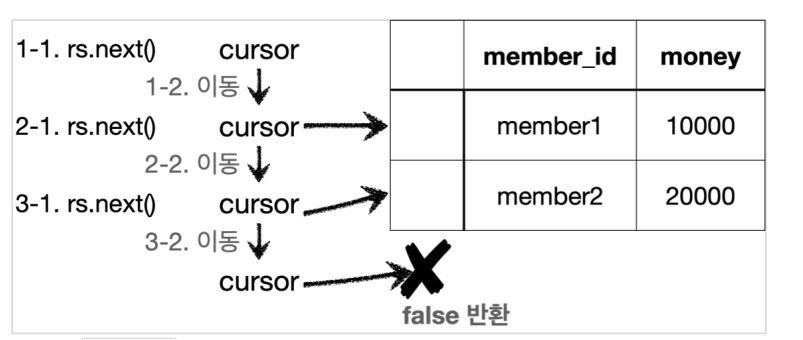 1-1. rs.next() cursor member_id money
1-2. 이동
2-1. rs.next() cursor member1 10000
2-2. 이동
3-1. rs.next() cursor member2 20000
3-2. 이동
cursor
false 반환